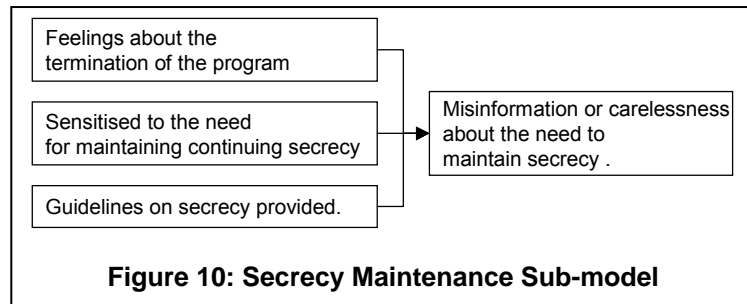 Feelings about the
termination of the program
Sensitised to the need
for maintaining continuing secrecy
Guidelines on secrecy provided.
Misinformation or carelessness
about the need to
maintain secrecy .
Figure 10: Secrecy Maintenance Sub-model